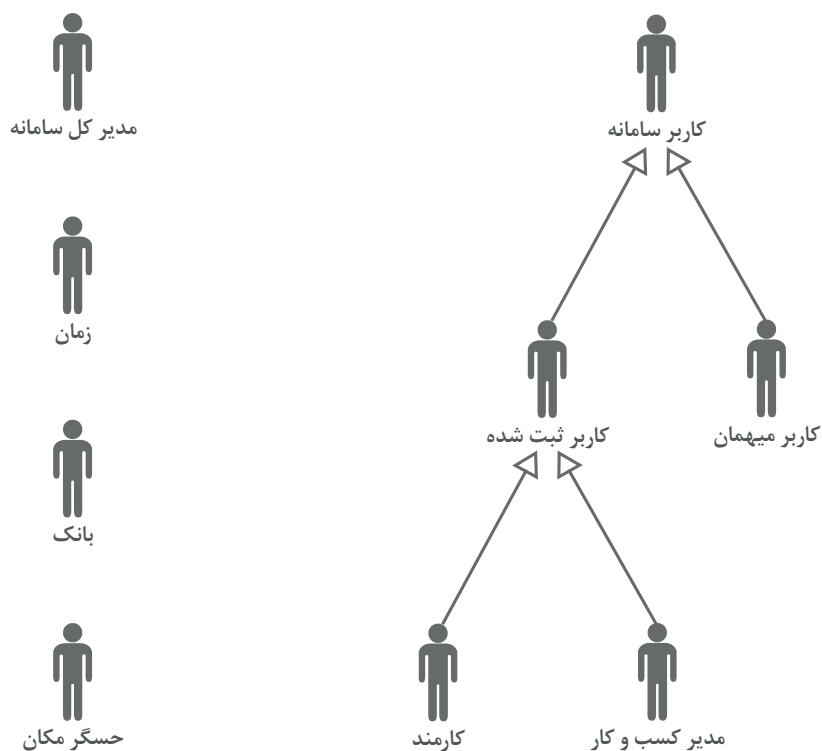 کاربر سامانه
مدیر کل سامانه
زمان
کاربر میهمان
کاربر ثبت شده
بانک
مدیر کسب و کار
کارمند
حسگر مکان